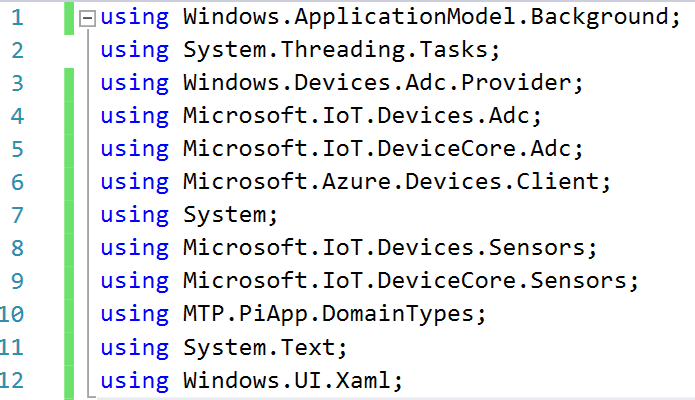 1 using Windows.ApplicationModel.Background;
2 using System.Threading.Tasks;
3 using Windows.Devices.Adc.Provider;
4 using Microsoft.IoT.Devices.Adc;
5 using Microsoft.IoT.DeviceCore.Adc;
6 using Microsoft.Azure.Devices.Client;
7 using System;
8 using Microsoft.IoT.Devices.Sensors;
9 using Microsoft.IoT.DeviceCore.Sensors;
10 using MTP.PiApp.DomainTypes;
11 using System.Text;
12 using Windows.UI.Xaml;